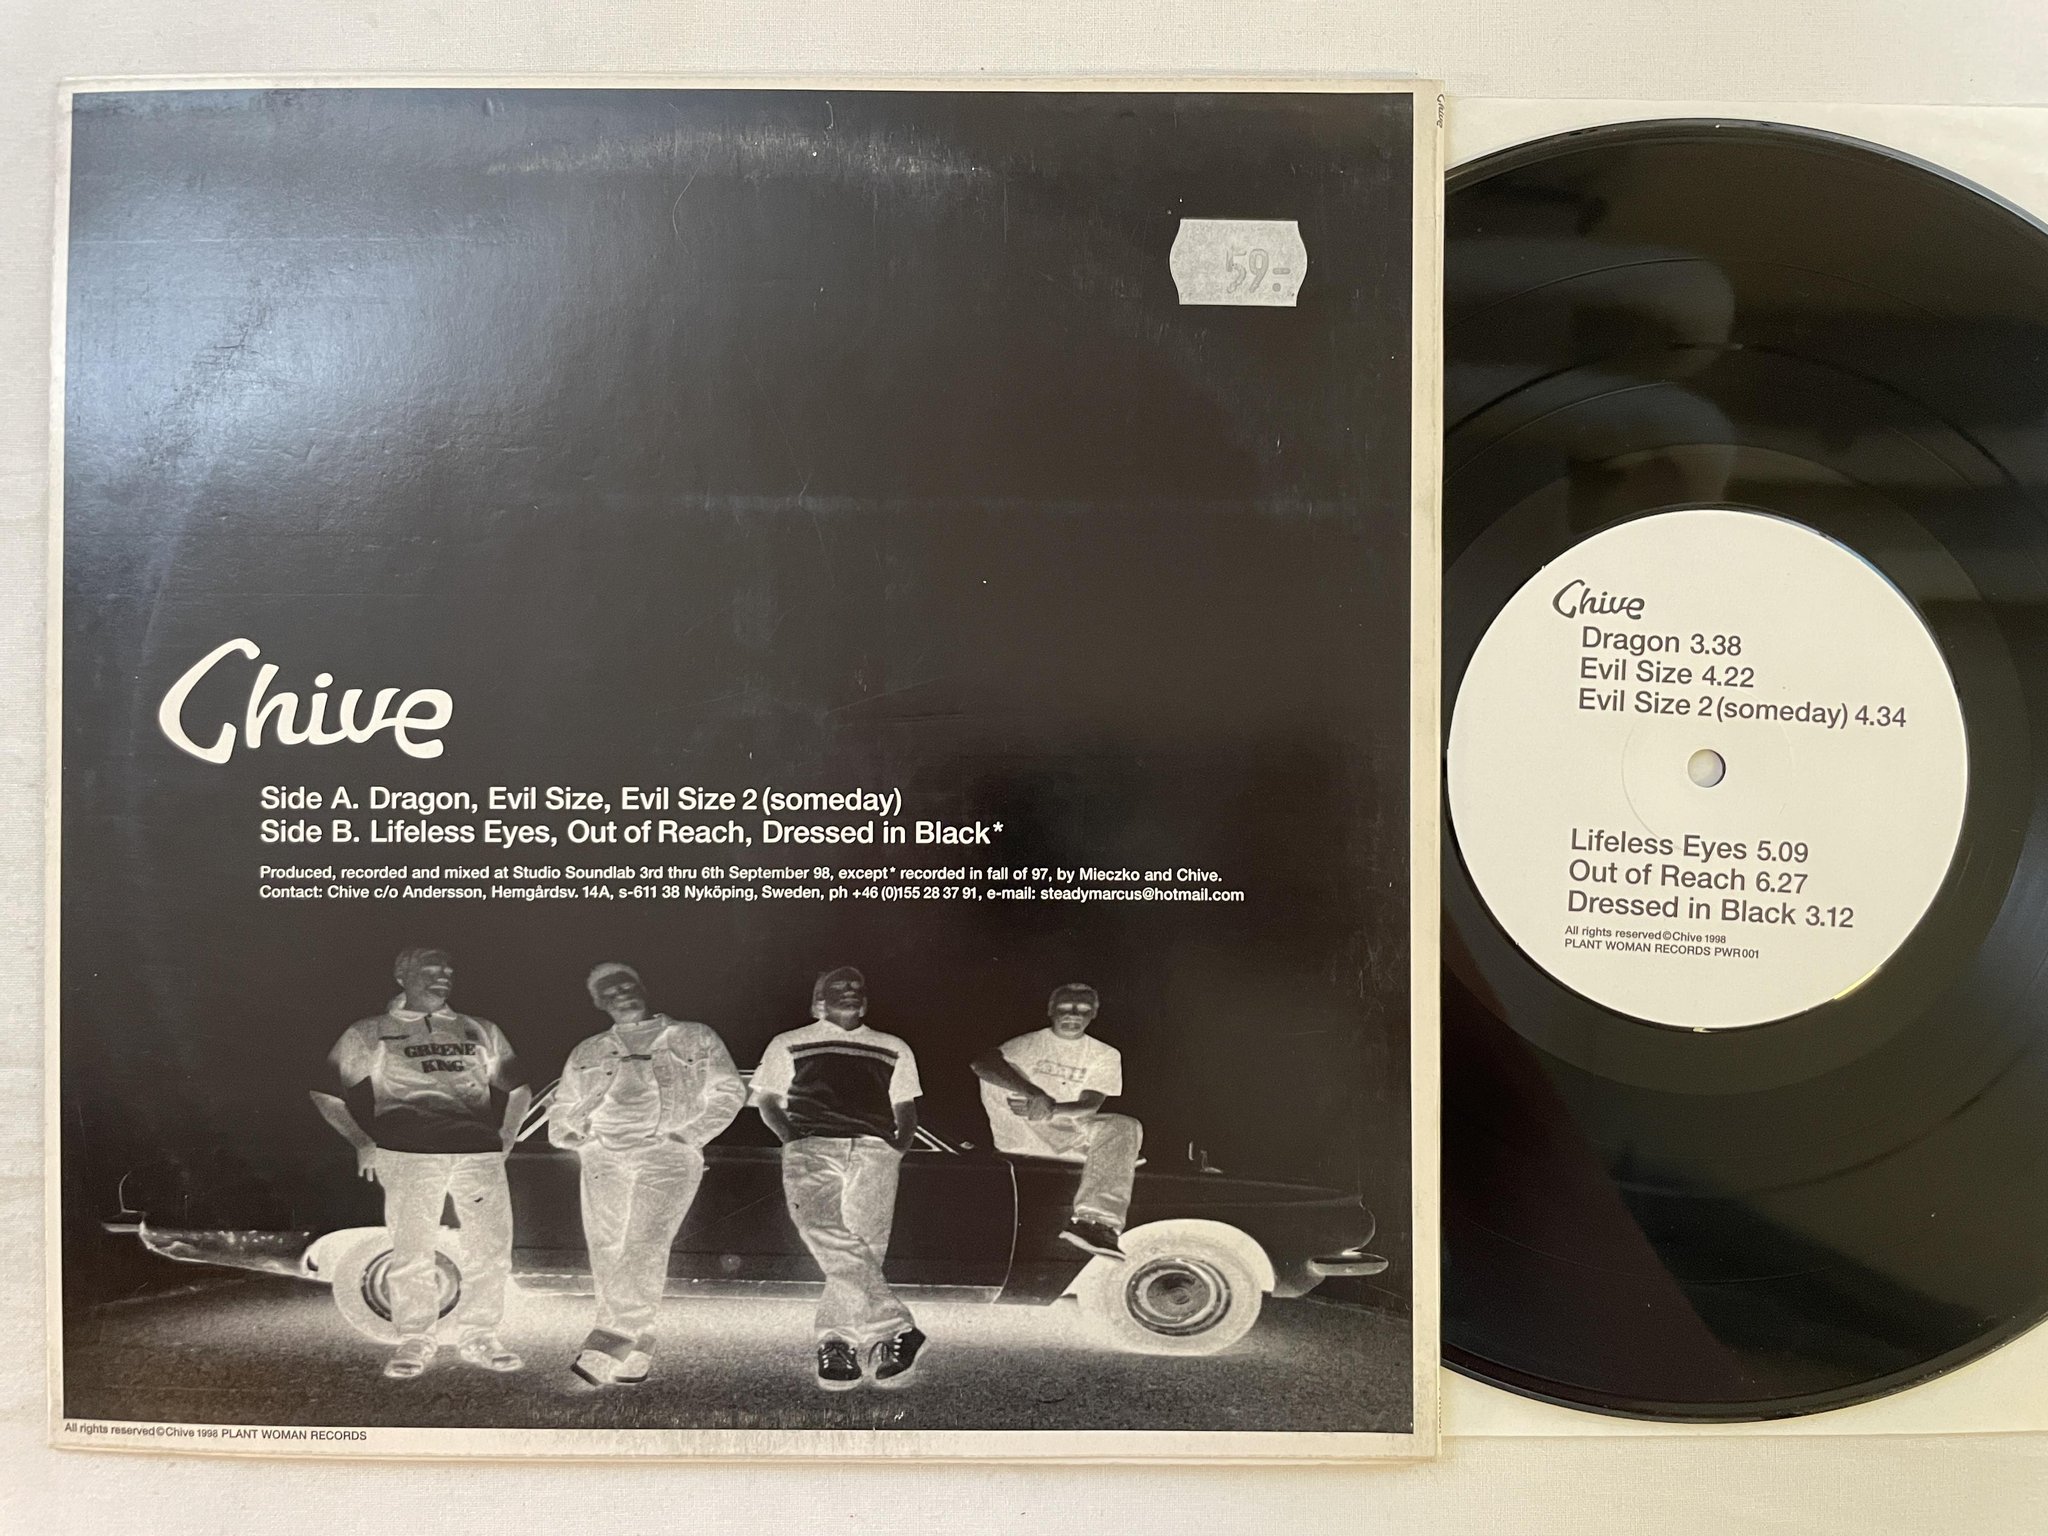 Chive
59:-
Chive
Side A. Dragon, Evil Size, Evil Size 2 (someday)
Side B. Lifeless Eyes, Out of Reach, Dressed in Black*
Produced, recorded and mixed at Studio Soundlab 3rd thru 6th September 98, except* recorded in fall of 97, by Mieczko and Chive.
Contact: Chive c/o Andersson, Hemgårdsv. 14A, s-611 38 Nyköping, Sweden, ph +46 (0)155 28 37 91, e-mail: steadymarcus@hotmail.com
GREENE
KING
All rights reserved © Chive 1998 PLANT WOMAN RECORDS
Chive
Dragon 3.38
Evil Size 4.22
Evil Size 2 (someday) 4.34
Lifeless Eyes 5.09
Out of Reach 6.27
Dressed in Black 3.12
All rights reserved © Chive 1998
PLANT WOMAN RECORDS PWR 001